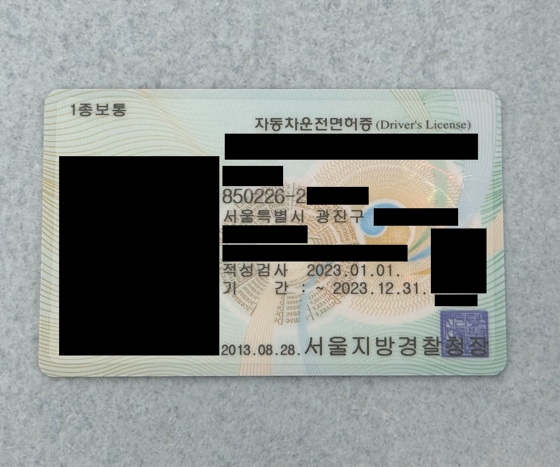 1종보통
자동차운전면허증 (Driver's License)
850226-2
서울특별시 광진구
적성검사 2023.01.01.
기 간 : ~ 2023.12.31.
2013.08.28. 서울지방경찰청장